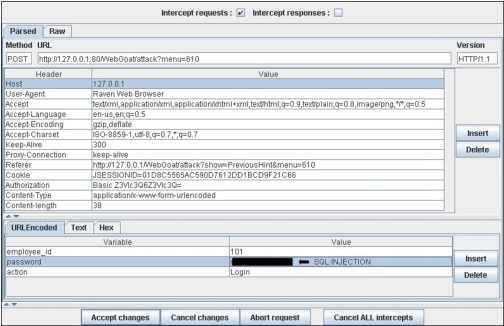 Intercept requests : Intercept responses :
Parsed Raw
Method URL Version
POST http://127.0.0.1:80/WebGoat/attack?menu=610 HTTP/1.1
Header Value
Host 127.0.0.1
User-Agent Raven Web Browser
Accept text/xml,application/xml,application/xhtml+xml,text/html;q=0.9,text/plain;q=0.8,image/png,*/*;q=0.5
Accept-Language en-us,en;q=0.5
Accept-Encoding gzip,deflate
Accept-Charset ISO-8859-1,utf-8;q=0.7,*;q=0.7
Keep-Alive 300
Proxy-Connection keep-alive
Referer http://127.0.0.1/WebGoat/attack?show=PreviousHint&menu=610
Cookie JSESSIONID=01D8C5565AC590D7612DD1BCD9F21C66
Authorization Basic Z3Vlc3Q6Z3Vlc3Q=
Content-Type application/x-www-form-urlencoded
Content-length 38
Insert
Delete
URLEncoded Text Hex
Variable Value
employee_id 101
password SQL INJECTION
action Login
Insert
Delete
Accept changes Cancel changes Abort request Cancel ALL intercepts